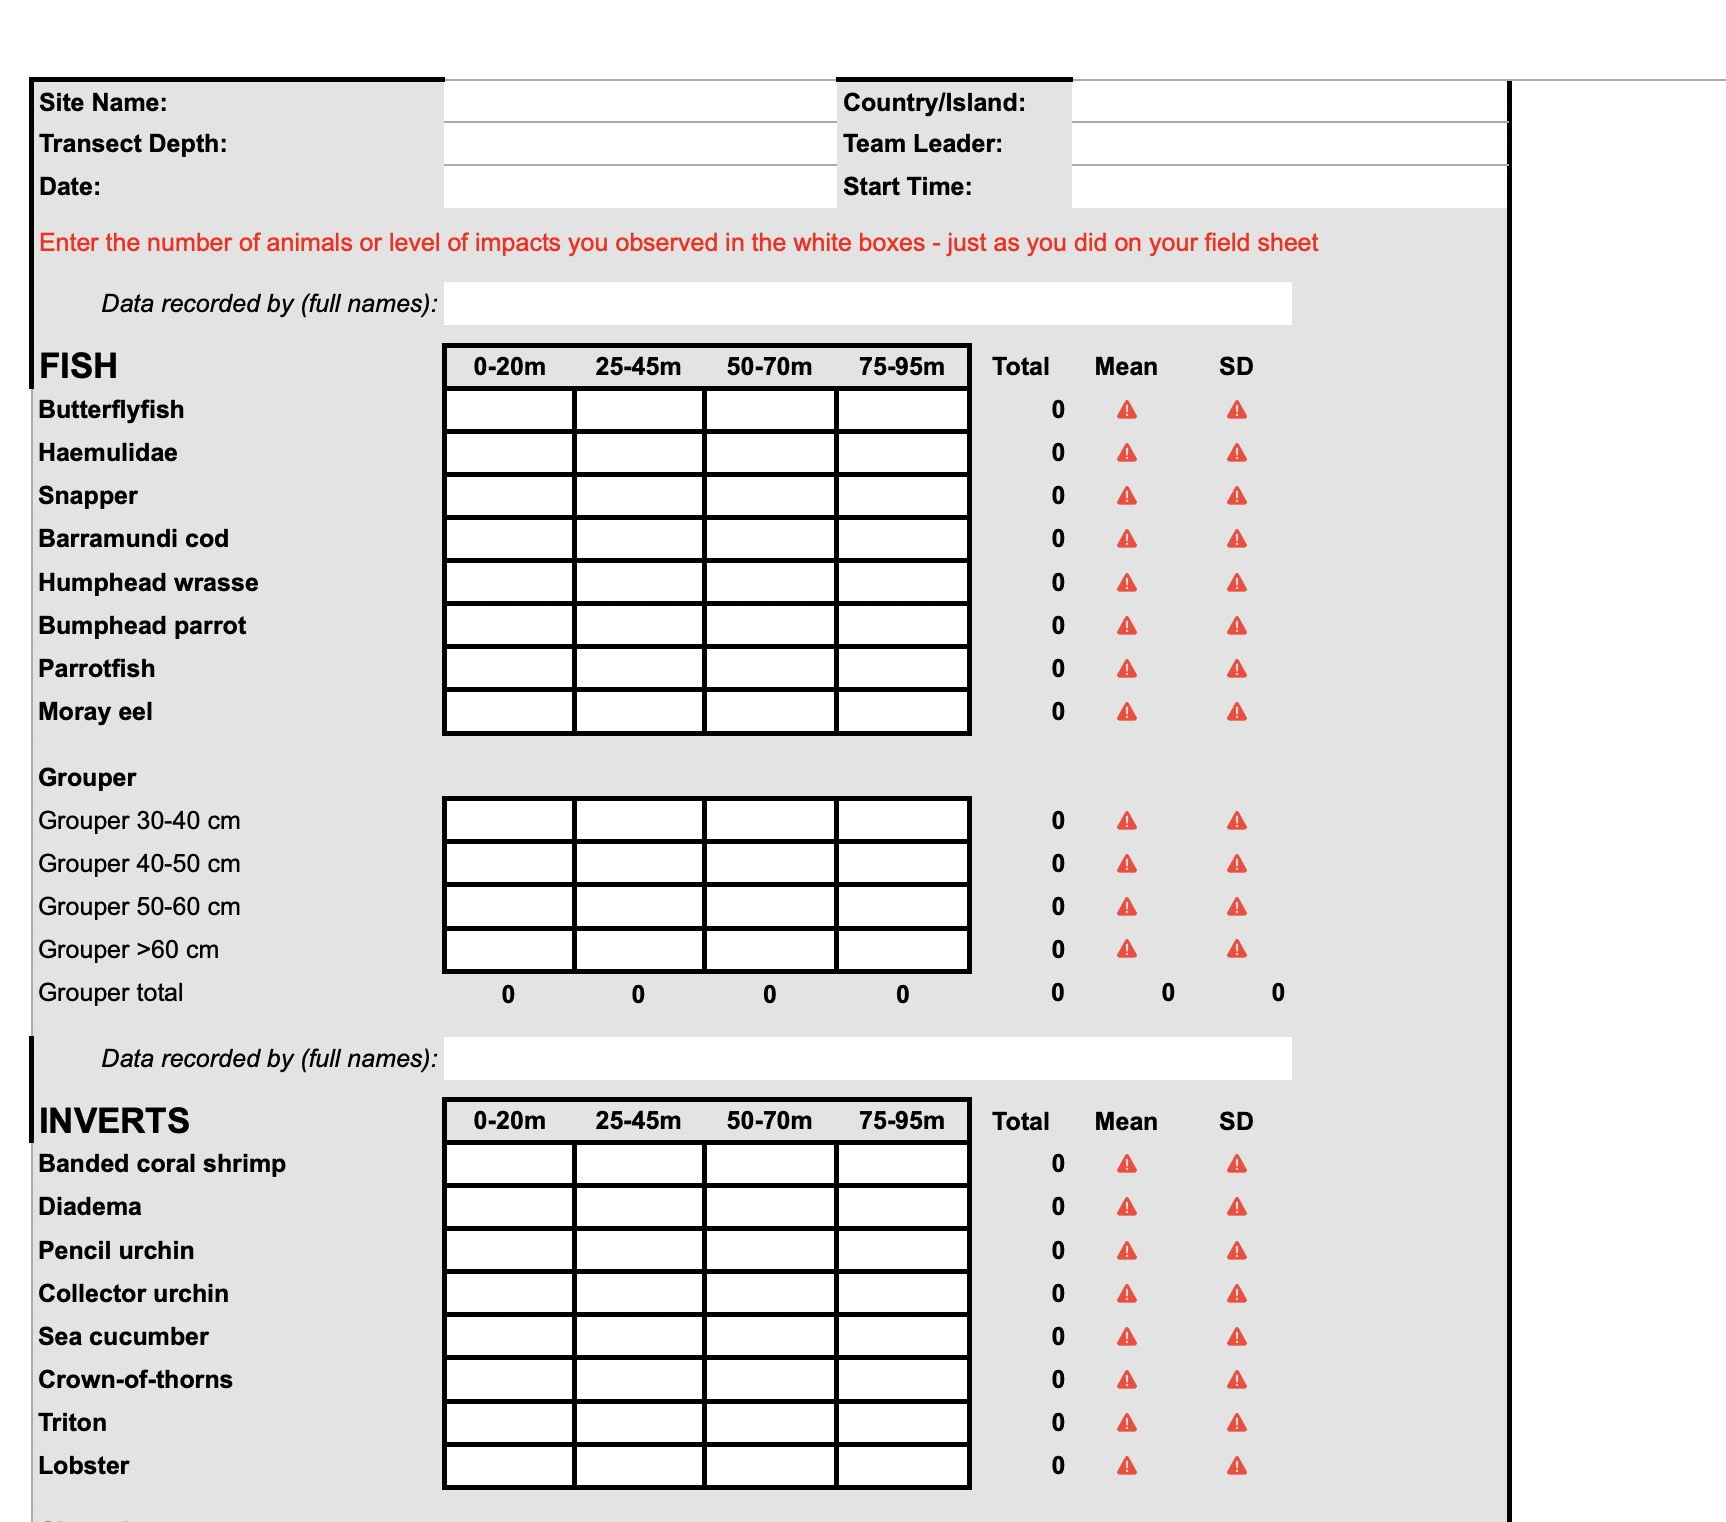 Site Name: Country/Island:
Transect Depth: Team Leader:
Date: Start Time:
Enter the number of animals or level of impacts you observed in the white boxes - just as you did on your field sheet
Data recorded by (full names):
FISH 0-20m 25-45m 50-70m 75-95m Total Mean SD
Butterflyfish 0
Haemulidae 0
Snapper 0
Barramundi cod 0
Humphead wrasse 0
Bumphead parrot 0
Parrotfish 0
Moray eel 0
Grouper
Grouper 30-40 cm 0
Grouper 40-50 cm 0
Grouper 50-60 cm 0
Grouper >60 cm 0
Grouper total 0 0 0 0 0 0 0
Data recorded by (full names):
INVERTS 0-20m 25-45m 50-70m 75-95m Total Mean SD
Banded coral shrimp 0
Diadema 0
Pencil urchin 0
Collector urchin 0
Sea cucumber 0
Crown-of-thorns 0
Triton 0
Lobster 0